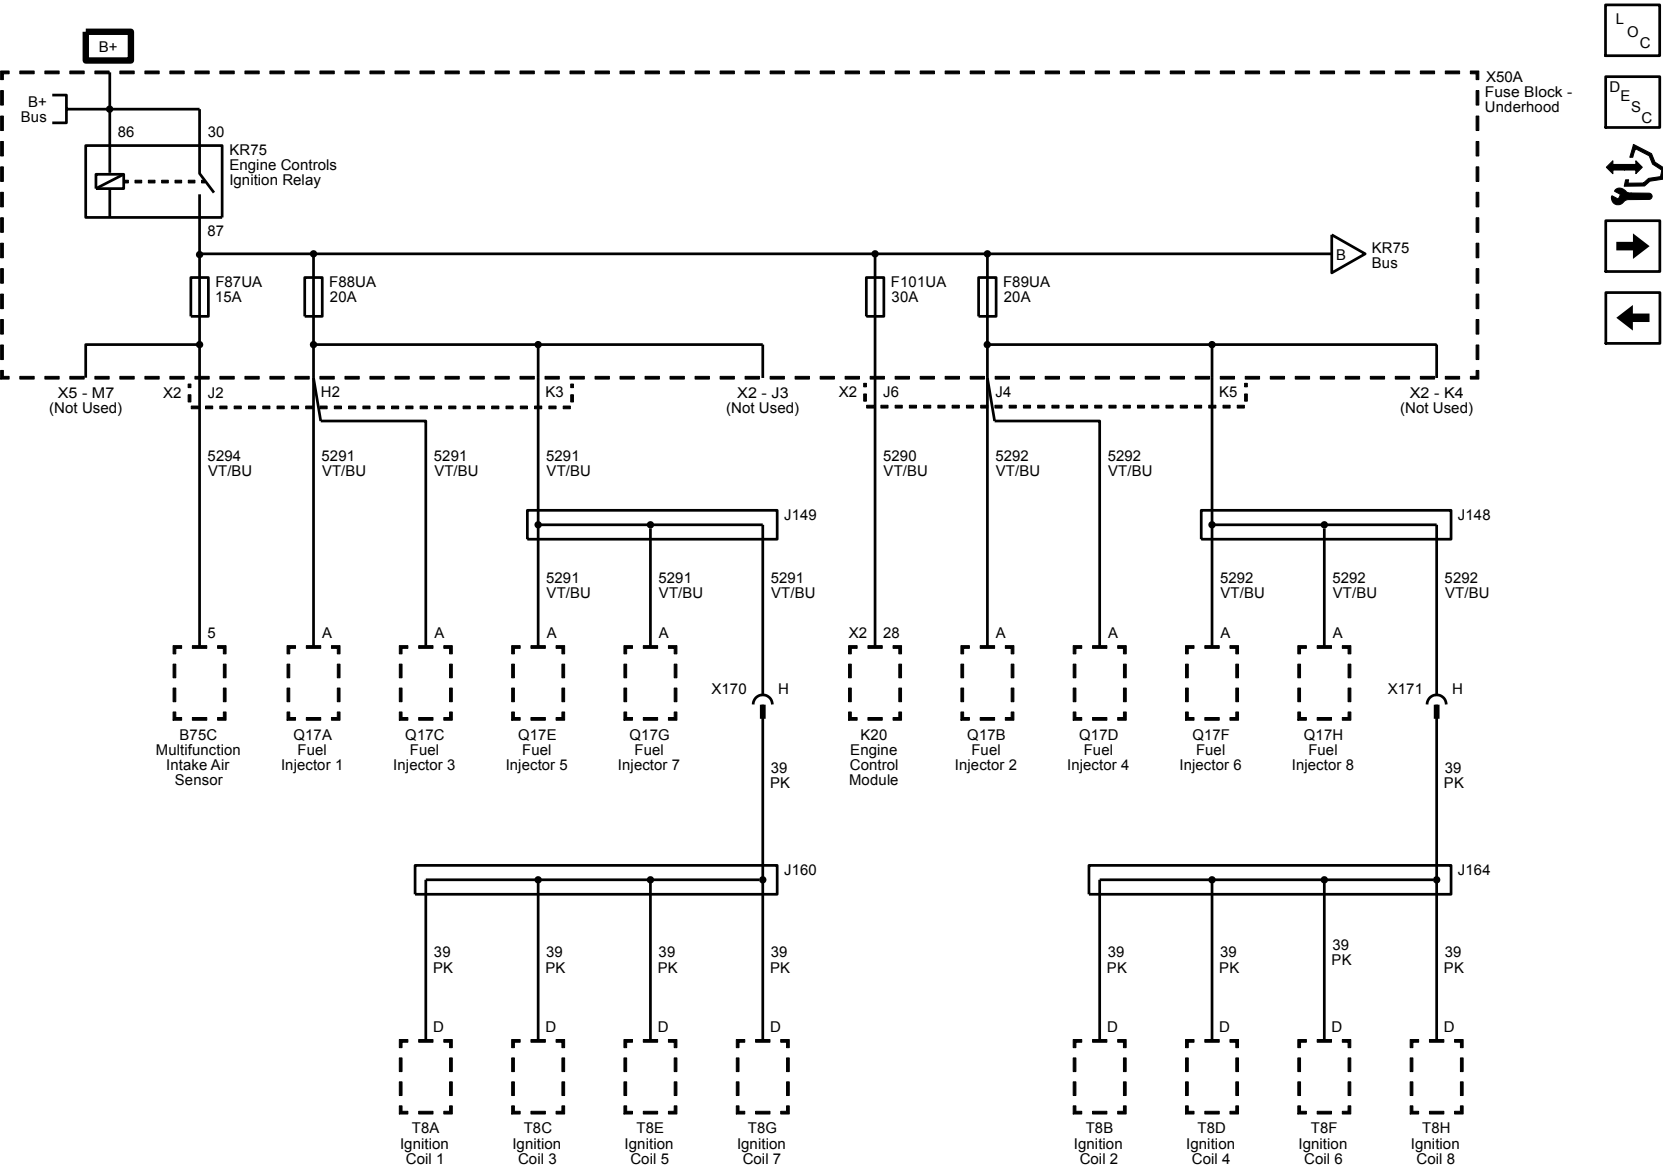 B+
L
O
C
X50A
Fuse Block -
Underhood
D
E
S
C
B+
Bus
86
30
KR75
Engine Controls
Ignition Relay
87
B
KR75
Bus
F87UA
15A
F88UA
20A
F101UA
30A
F89UA
20A
X5 - M7
(Not Used)
X2
J2
H2
K3
X2 - J3
(Not Used)
X2
J6
J4
K5
X2 - K4
(Not Used)
5294
VT/BU
5291
VT/BU
5291
VT/BU
5291
VT/BU
5290
VT/BU
5292
VT/BU
5292
VT/BU
J149
J148
5291
VT/BU
5291
VT/BU
5291
VT/BU
5292
VT/BU
5292
VT/BU
5292
VT/BU
5
A
A
A
A
X2
28
A
A
A
A
X170
H
X171
H
B75C
Multifunction
Intake Air
Sensor
Q17A
Fuel
Injector 1
Q17C
Fuel
Injector 3
Q17E
Fuel
Injector 5
Q17G
Fuel
Injector 7
K20
Engine
Control
Module
Q17B
Fuel
Injector 2
Q17D
Fuel
Injector 4
Q17F
Fuel
Injector 6
Q17H
Fuel
Injector 8
39
PK
39
PK
J160
J164
39
PK
39
PK
39
PK
39
PK
39
PK
39
PK
39
PK
39
PK
D
D
D
D
D
D
D
D
T8A
Ignition
Coil 1
T8C
Ignition
Coil 3
T8E
Ignition
Coil 5
T8G
Ignition
Coil 7
T8B
Ignition
Coil 2
T8D
Ignition
Coil 4
T8F
Ignition
Coil 6
T8H
Ignition
Coil 8